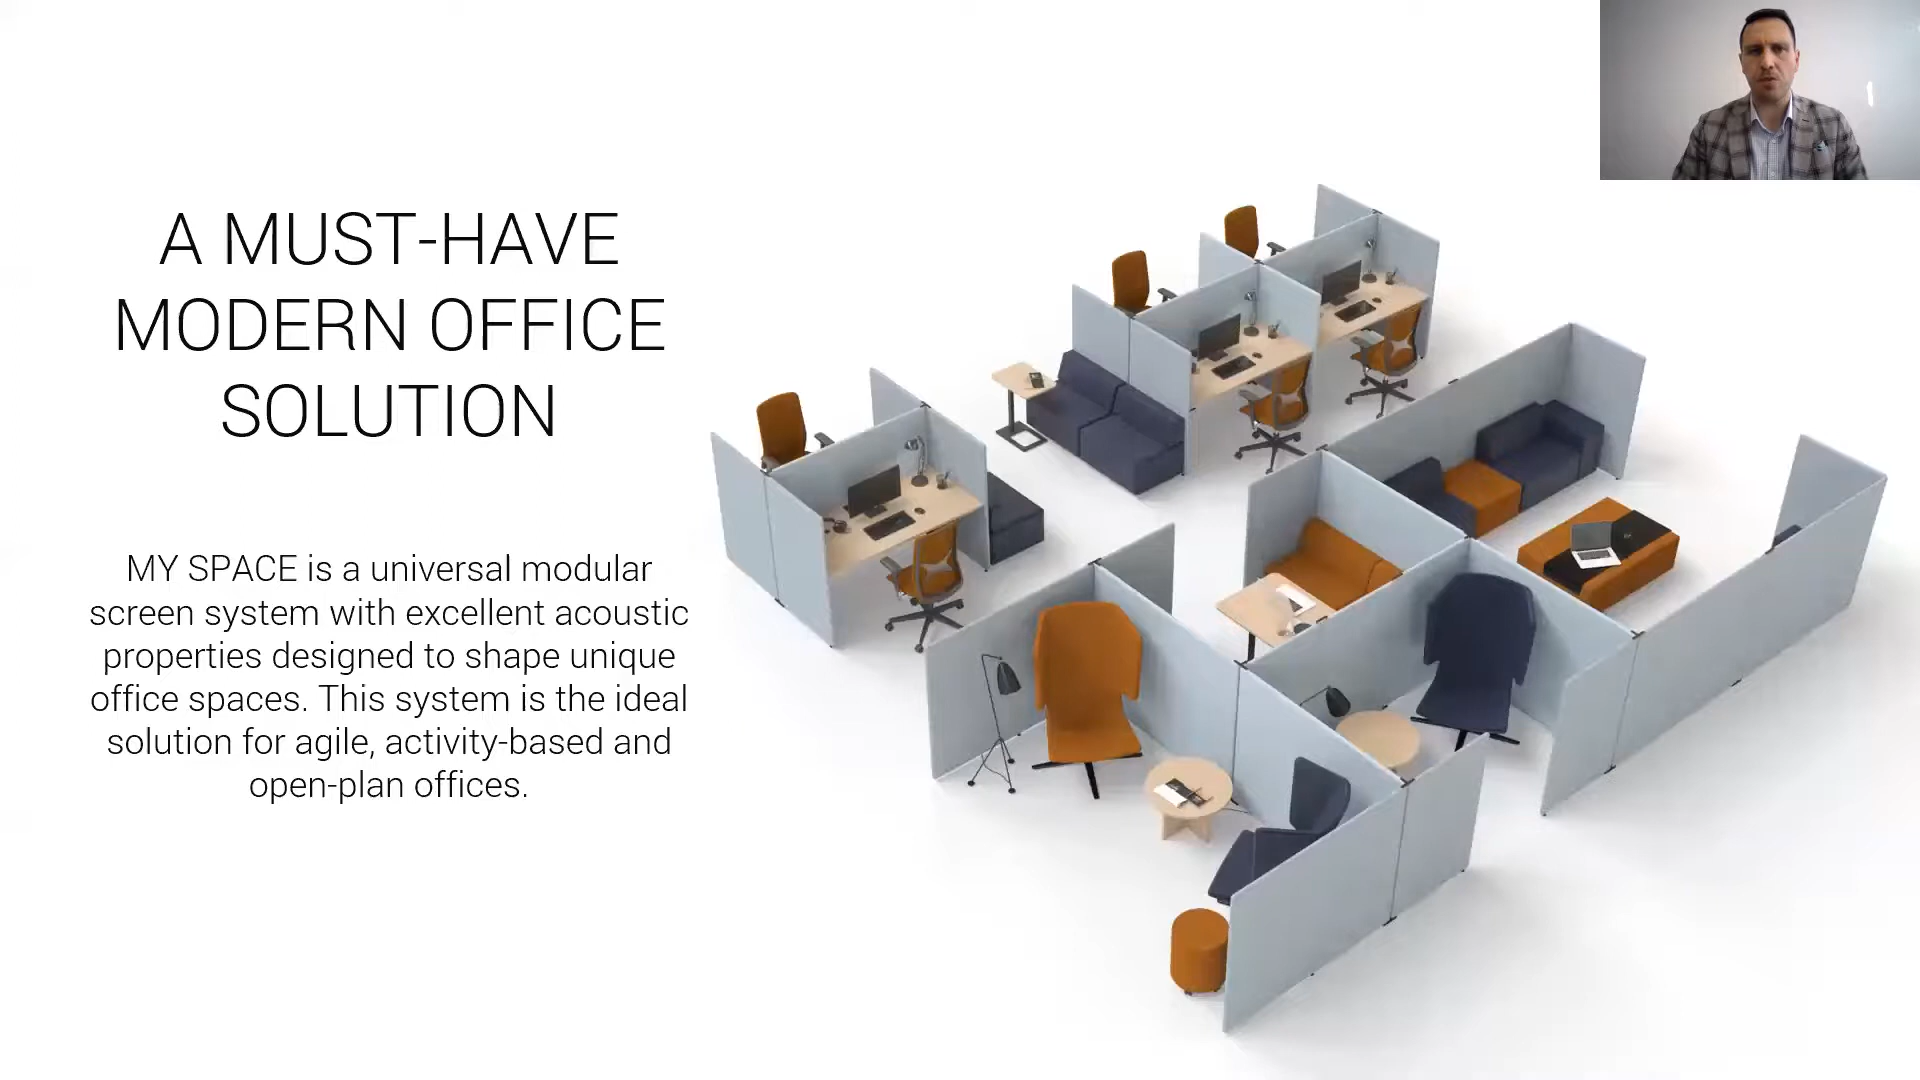 A MUST-HAVE
MODERN OFFICE
SOLUTION
MY SPACE is a universal modular
screen system with excellent acoustic
properties designed to shape unique
office spaces. This system is the ideal
solution for agile, activity-based and
open-plan offices.